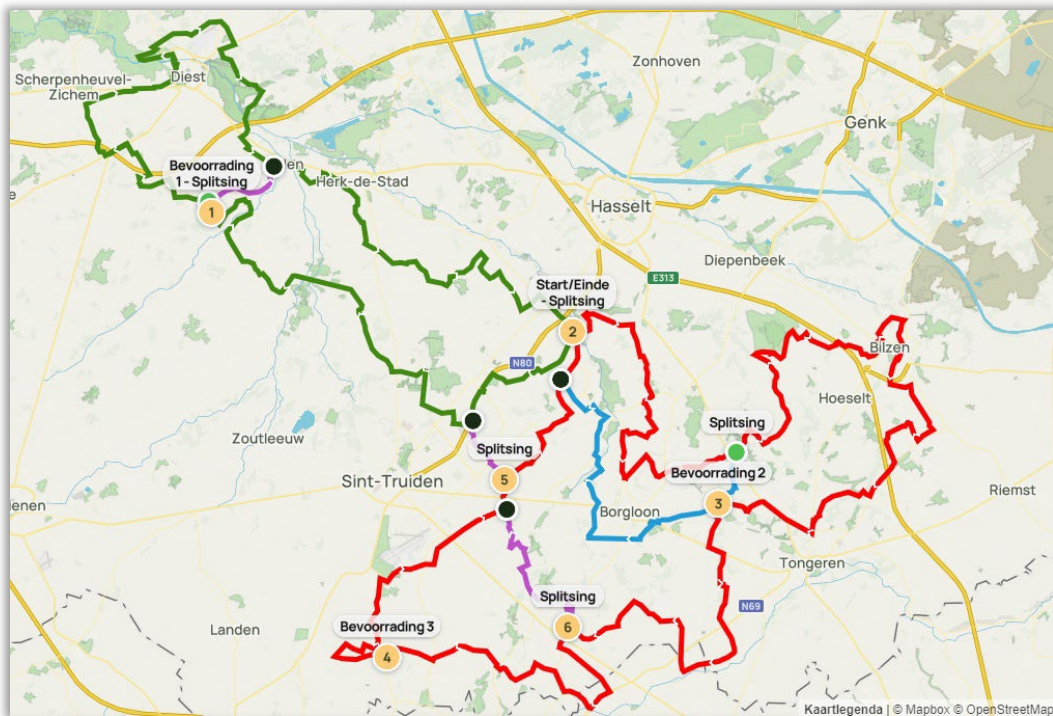 Zonhoven
Scherpenheuvel-
Zichem
Diest
Genk
Bevoorrading
1 - Splitsing
Herk-de-Stad
1
Hasselt
Diepenbeek
E313
Start/Einde
- Splitsing
2
Bilzen
N80
Hoeselt
Zoutleeuw
Splitsing
Splitsing
Bevoorrading 2
Sint-Truiden
5
Riemst
3
Borgloon
Tongeren
Splitsing
N69
Landen
Bevoorrading 3
6
4
Kaartlegenda | © Mapbox © OpenStreetMap